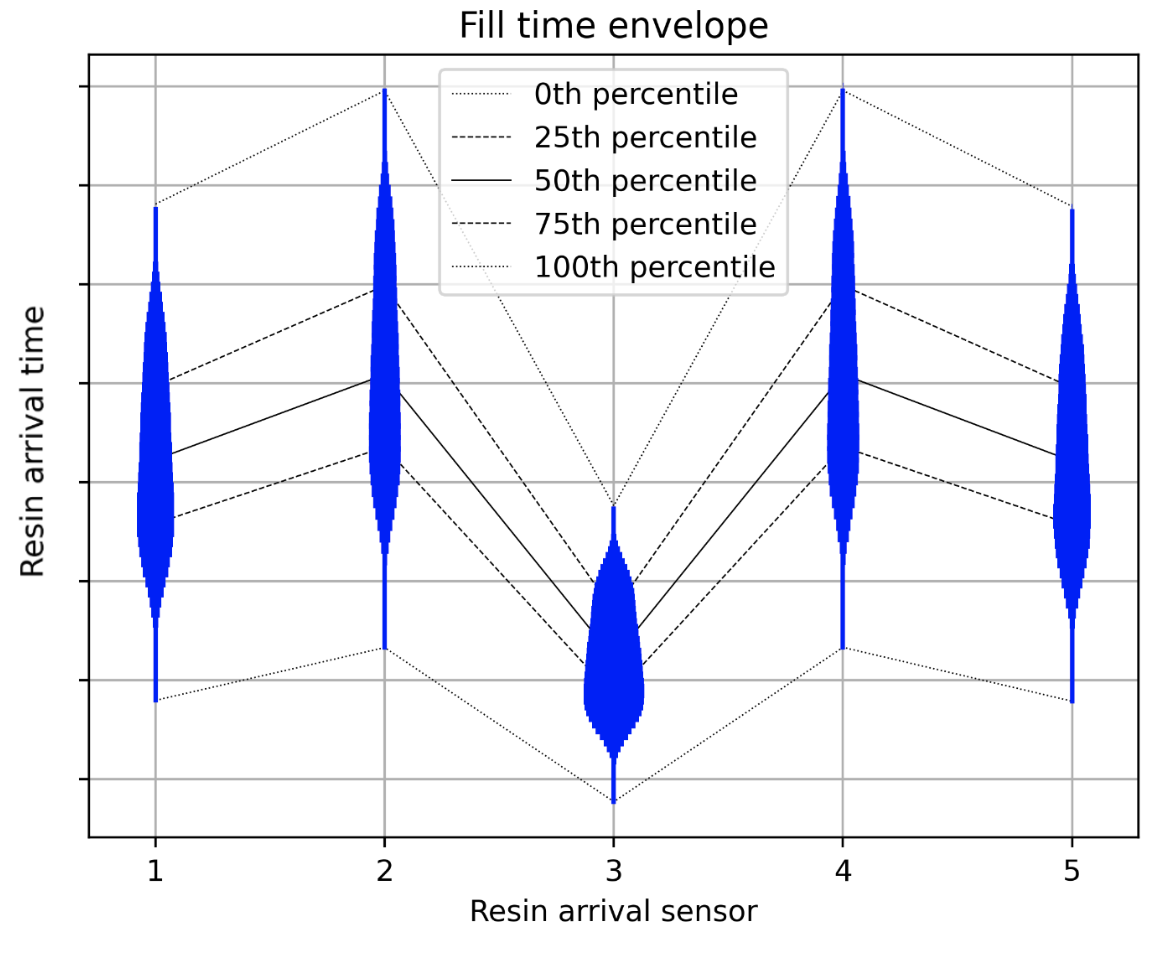 Fill time envelope
0th percentile
25th percentile
50th percentile
75th percentile
100th percentile
Resin arrival time
1 2 3 4 5
Resin arrival sensor